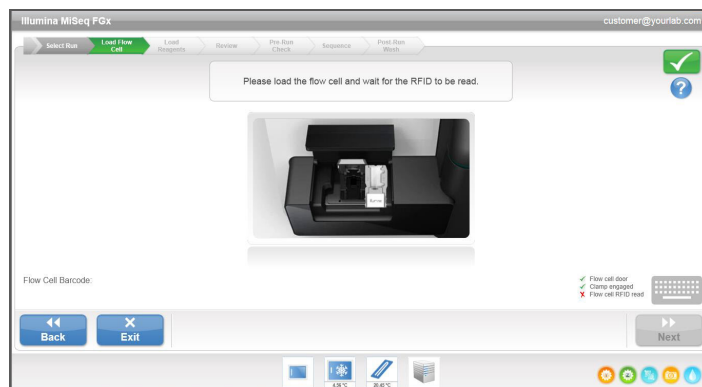 Illumina MiSeq FGx
customer@yourlab.com
Select Run
Load Flow
Cell
Load
Reagents
Review
Pre-Run
Check
Sequence
Post-Run
Wash
Please load the flow cell and wait for the RFID to be read.
Flow Cell Barcode:
Flow cell door
Clamp engaged
Flow cell RFID read
Back
Exit
Next